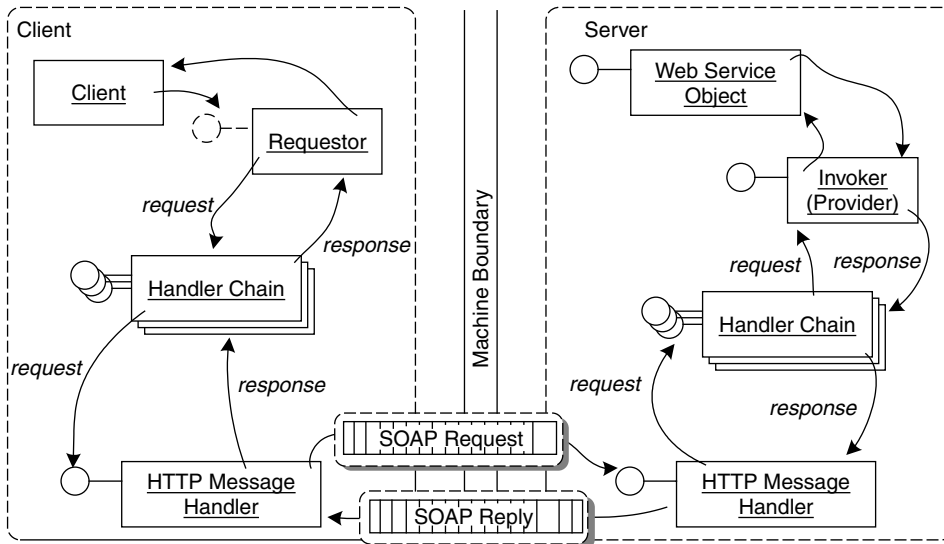 Client
Client
Requestor
request
response
Handler Chain
request
response
HTTP Message
Handler
Machine Boundary
SOAP Request
SOAP Reply
Server
Web Service
Object
Invoker
(Provider)
request
response
Handler Chain
request
response
HTTP Message
Handler